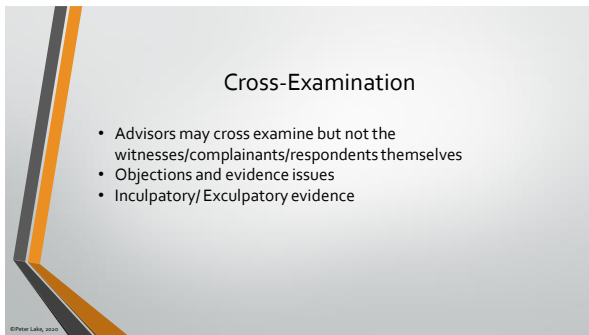 Cross-Examination
• Advisors may cross examine but not the
witnesses/complainants/respondents themselves
• Objections and evidence issues
• Inculpatory/ Exculpatory evidence
©Peter Lake, 2020